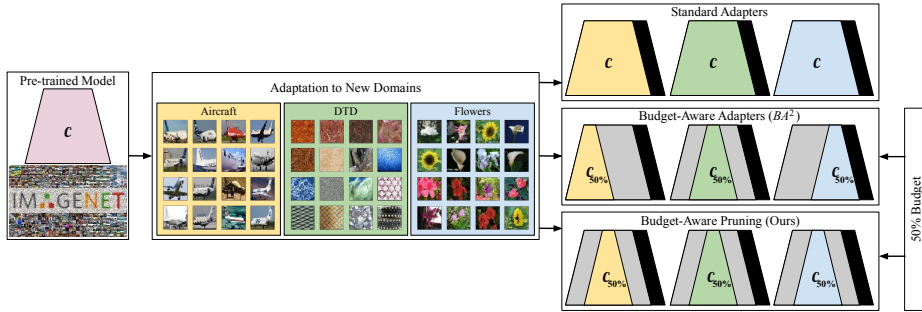 Pre-trained Model
C
IMAGENET
Adaptation to New Domains
Aircraft
DTD
Flowers
Standard Adapters
C
C
C
Budget-Aware Adapters (BA²)
C50%
C50%
C50%
Budget-Aware Pruning (Ours)
C50%
C50%
C50%
50% Budget